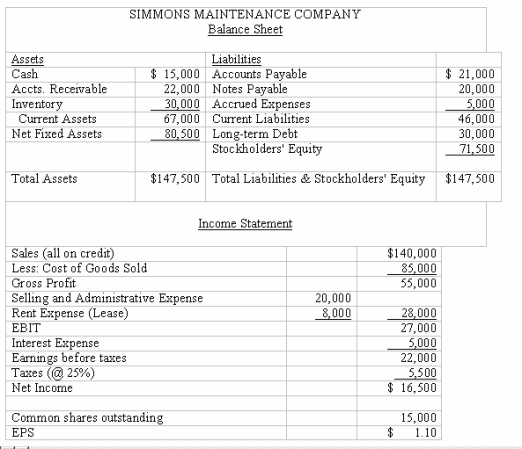 SIMMONS MAINTENANCE COMPANY
Balance Sheet
Assets Liabilities
Cash $ 15,000 Accounts Payable $ 21,000
Accts. Receivable 22,000 Notes Payable 20,000
Inventory 30,000 Accrued Expenses 5,000
Current Assets 67,000 Current Liabilities 46,000
Net Fixed Assets 80,500 Long-term Debt 30,000
Stockholders' Equity 71,500
Total Assets $147,500 Total Liabilities & Stockholders' Equity $147,500
Income Statement
Sales (all on credit) $140,000
Less: Cost of Goods Sold 85,000
Gross Profit 55,000
Selling and Administrative Expense 20,000
Rent Expense (Lease) 8,000 28,000
EBIT 27,000
Interest Expense 5,000
Earnings before taxes 22,000
Taxes (@ 25%) 5,500
Net Income $ 16,500
Common shares outstanding 15,000
EPS $ 1.10